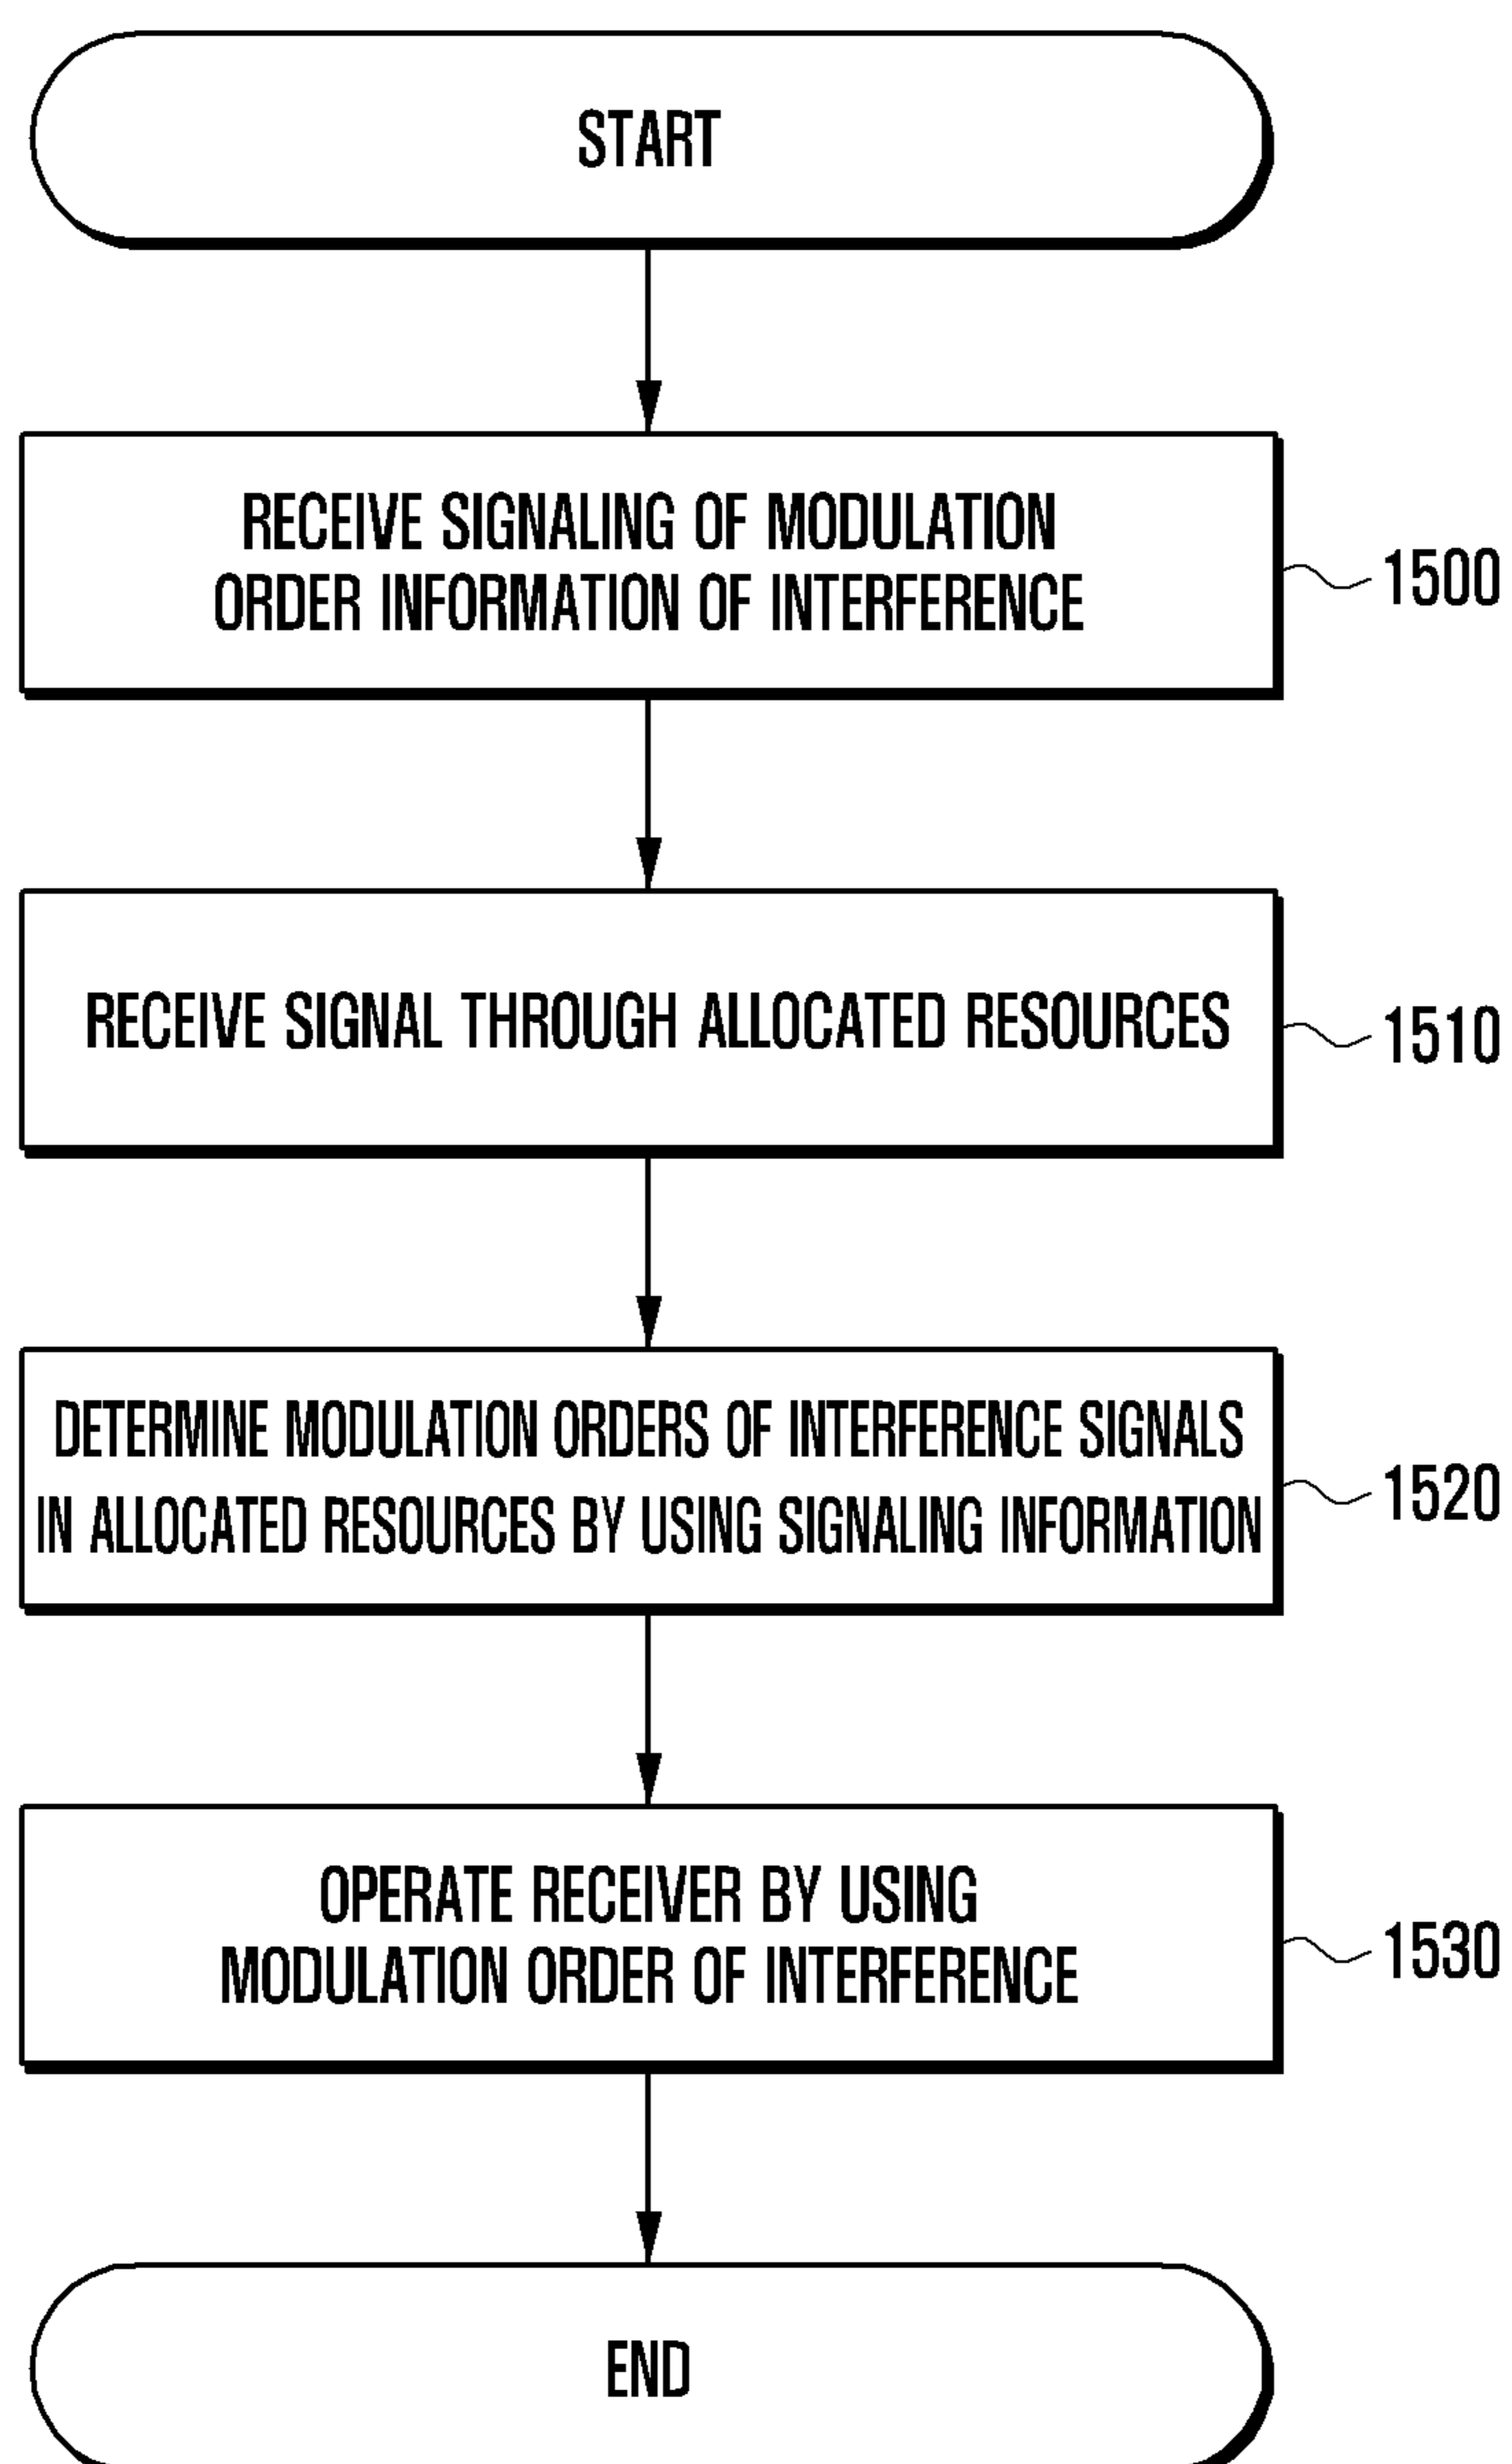 START
RECEIVE SIGNALING OF MODULATION
ORDER INFORMATION OF INTERFERENCE
1500
RECEIVE SIGNAL THROUGH ALLOCATED RESOURCES
1510
DETERMINE MODULATION ORDERS OF INTERFERENCE SIGNALS
IN ALLOCATED RESOURCES BY USING SIGNALING INFORMATION
1520
OPERATE RECEIVER BY USING
MODULATION ORDER OF INTERFERENCE
1530
END